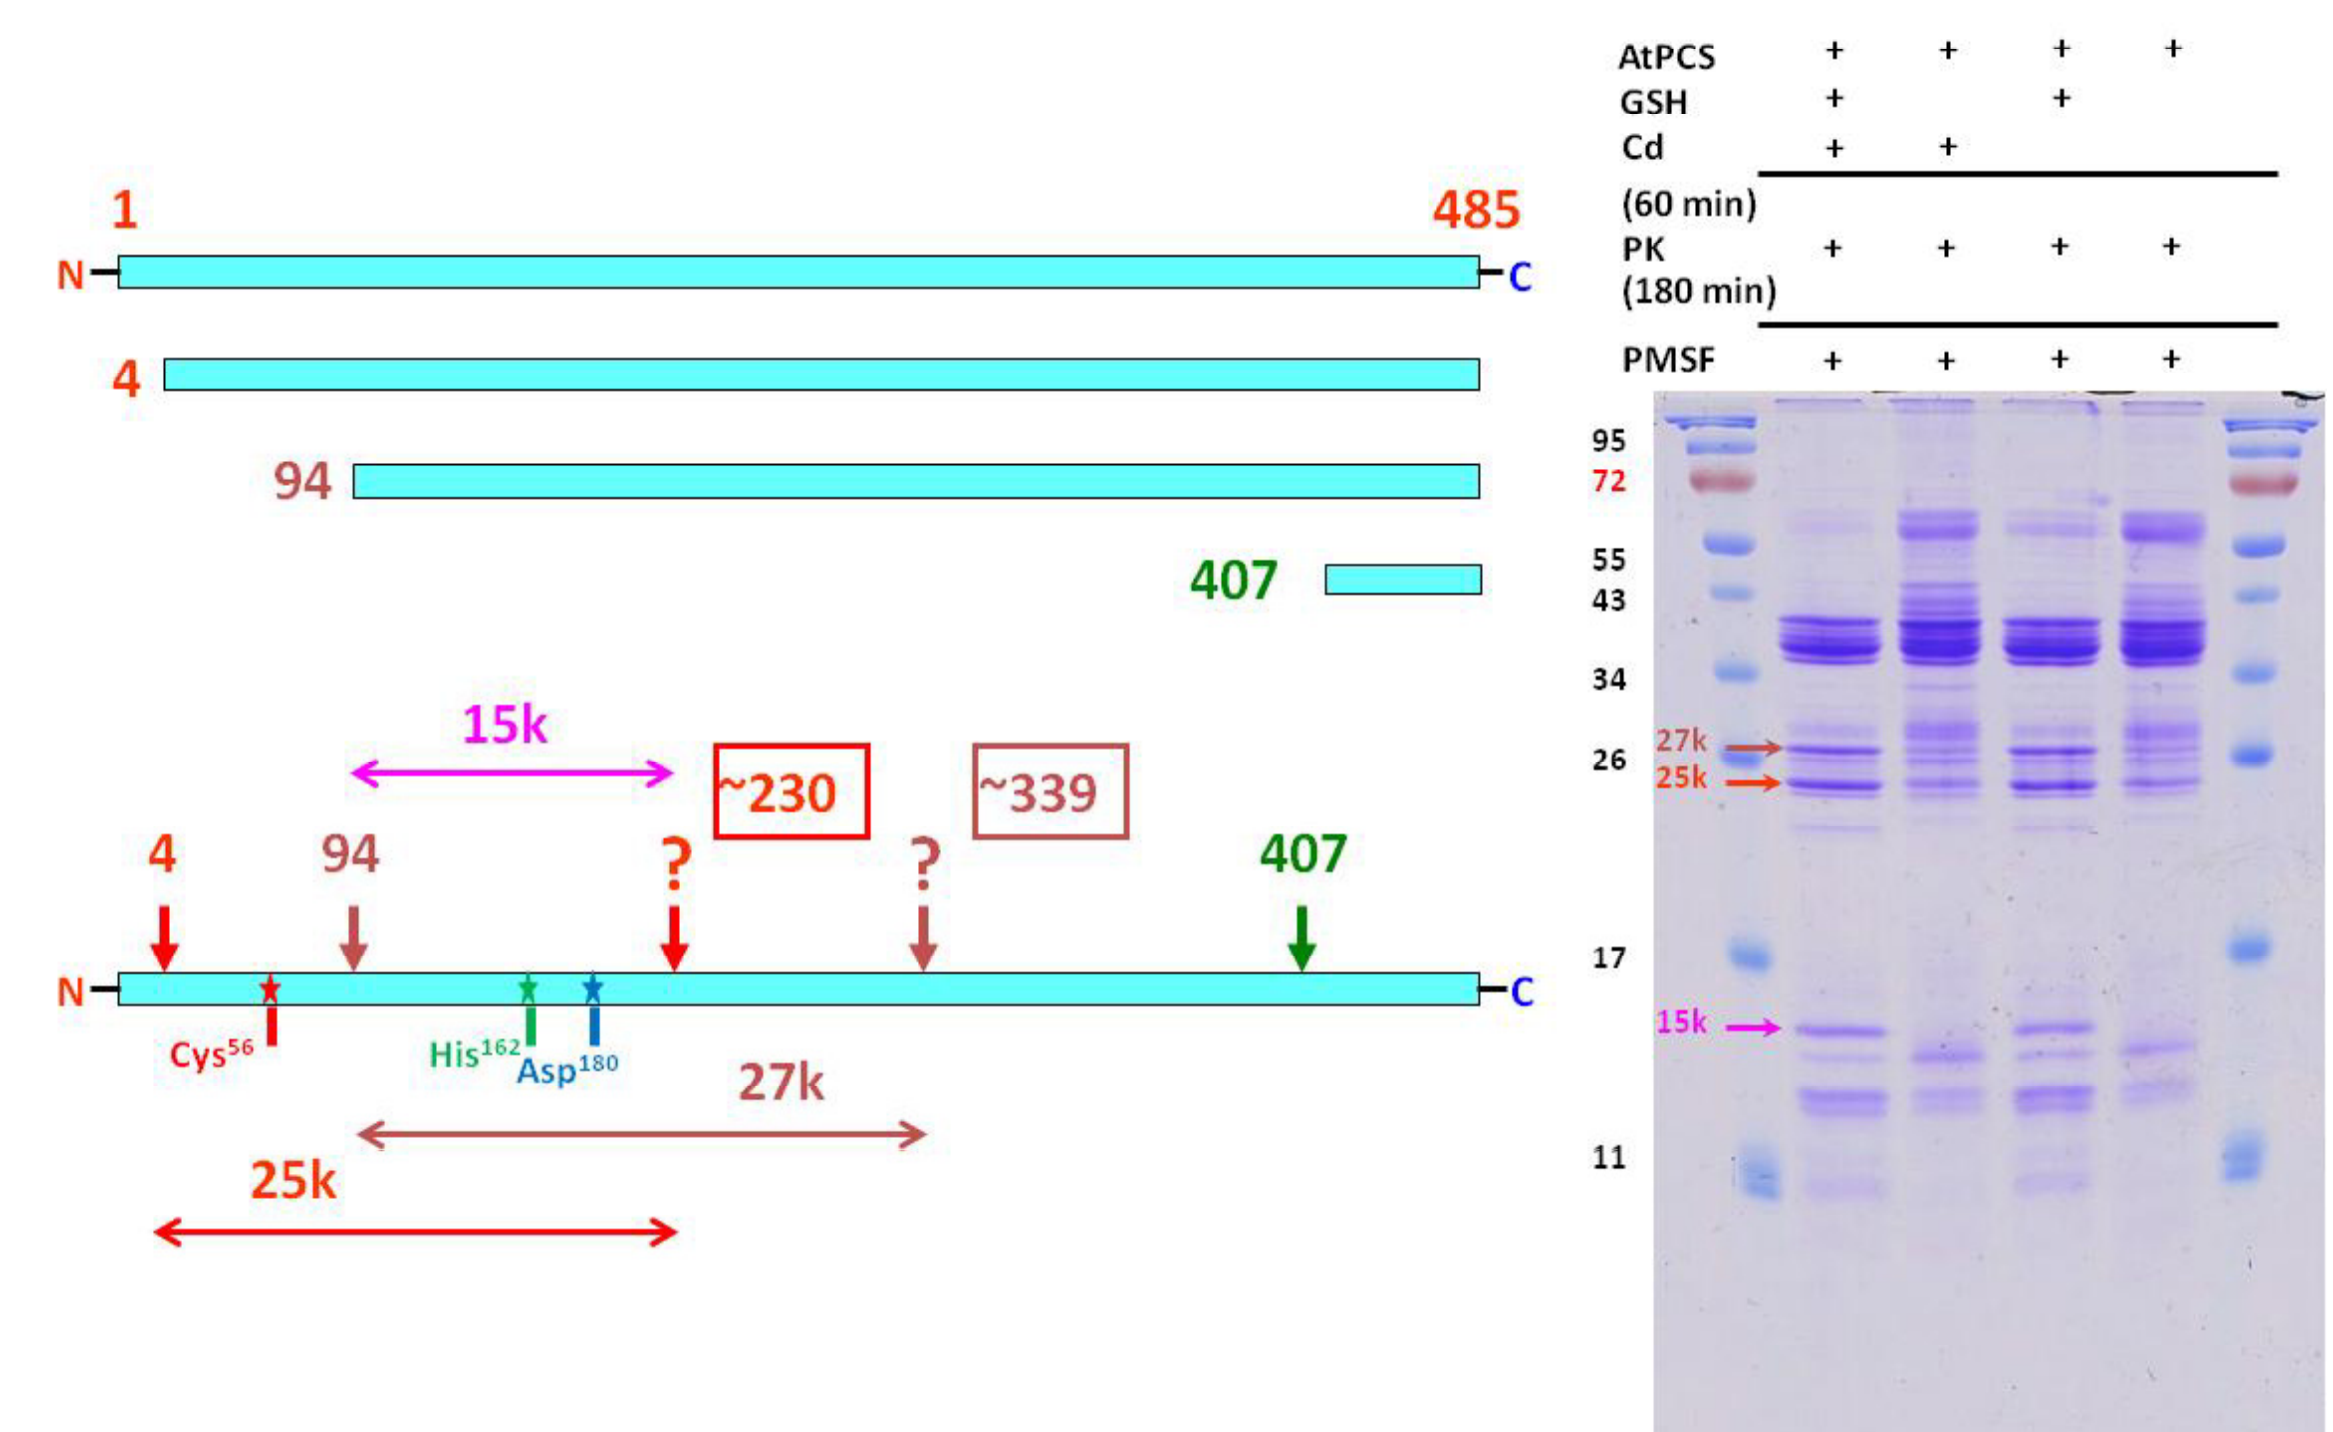 1 485
N C
4
94
407
15k
~230 ~339
4 94 ? ? 407
N C
Cys56 His162 Asp180
27k
25k
AtPCS + + + +
GSH + +
Cd + +
(60 min)
PK + + + +
(180 min)
PMSF + + + +
95
72
55
43
34
27k
26
25k
17
15k
11